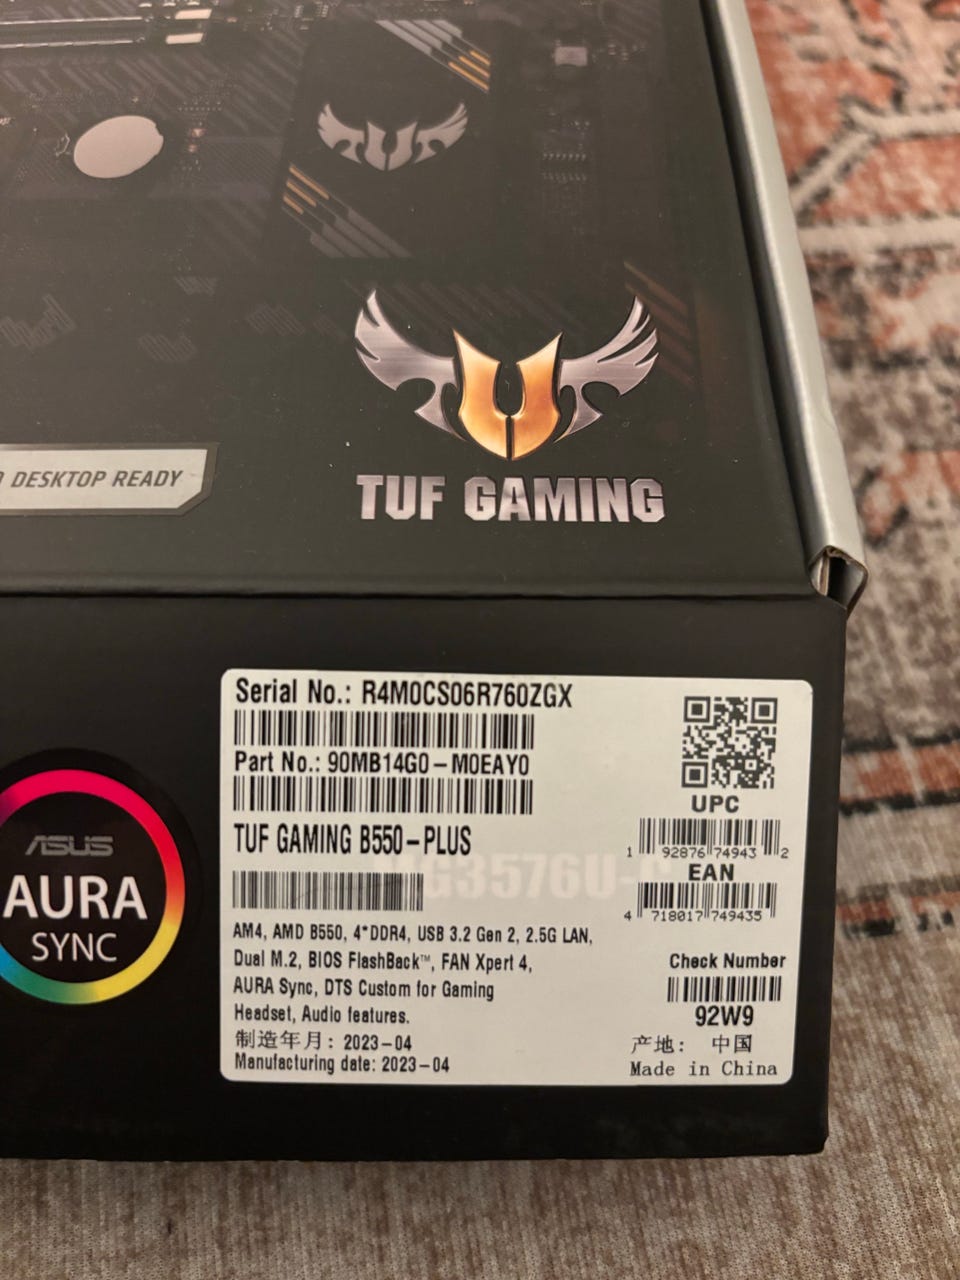 DESKTOP READY
TUF GAMING
ASUS
AURA
SYNC
Serial No.: R4M0CS06R760ZGX
Part No.: 90MB14G0-M0EAY0
UPC
1 92876 74943 2
TUF GAMING B550-PLUS
EAN
4 718017 749435
AM4, AMD B550, 4*DDR4, USB 3.2 Gen 2, 2.5G LAN,
Dual M.2, BIOS FlashBack™, FAN Xpert 4,
AURA Sync, DTS Custom for Gaming
Headset, Audio features.
Check Number
92W9
制造年月: 2023-04
Manufacturing date: 2023-04
产地: 中国
Made in China